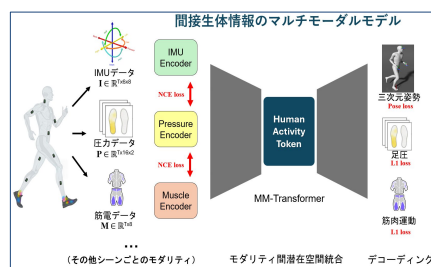 間接生体情報のマルチモーダルモデル
IMUデータ
I ∈ ℝTx6x8
圧力データ
P ∈ ℝTx16x2
筋電データ
M ∈ ℝTx8
…
(その他シーンごとのモダリティ)
IMU
Encoder
NCE loss
Pressure
Encoder
NCE loss
Muscle
Encoder
Human
Activity
Token
MM-Transformer
モダリティ間潜在空間統合
三次元姿勢
Pose loss
足圧
L1 loss
筋肉運動
L1 loss
デコーディング